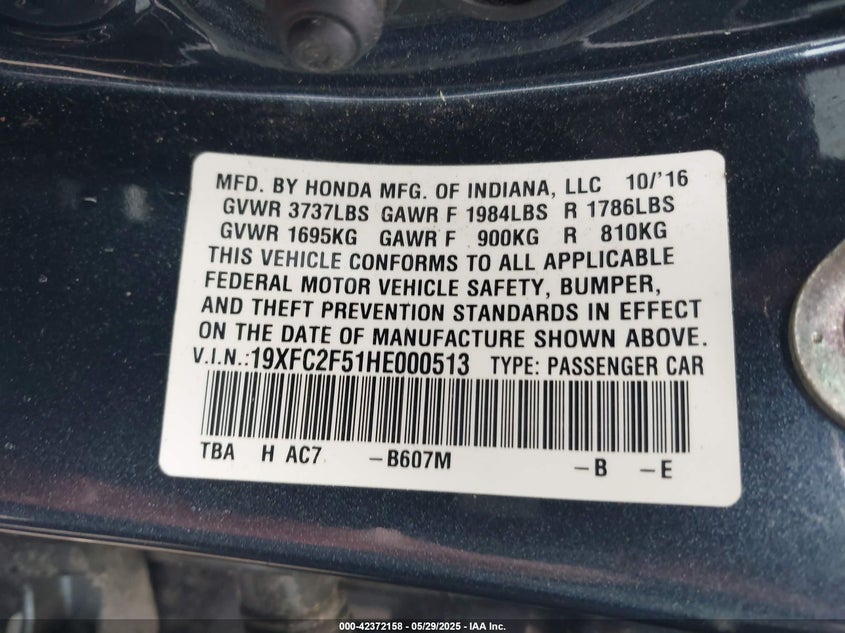 MFD. BY HONDA MFG. OF INDIANA, LLC 10/'16
GVWR 3737LBS GAWR F 1984LBS R 1786LBS
GVWR 1695KG GAWR F 900KG R 810KG
THIS VEHICLE CONFORMS TO ALL APPLICABLE
FEDERAL MOTOR VEHICLE SAFETY, BUMPER,
AND THEFT PREVENTION STANDARDS IN EFFECT
ON THE DATE OF MANUFACTURE SHOWN ABOVE.
V.I.N.:19XFC2F51HE000513 TYPE: PASSENGER CAR
TBA H AC7 –B607M –B –E
000-42372158 - 05/29/2025 - IAA Inc.